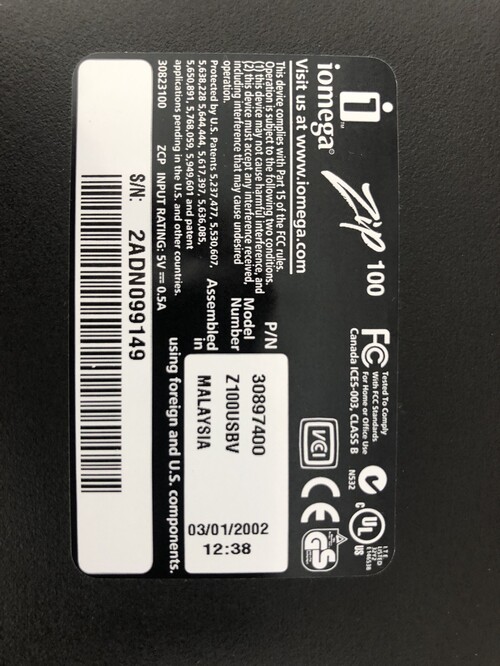 iomega®
Zip 100
Visit us at www.iomega.com
This device complies with Part 15 of the FCC rules.
Operation is subject to the following two conditions.
(1) this device may not cause harmful interference, and
(2) this device must accept any interference received,
including interference that may cause undesired
operation.
Protected by U.S. Patents 5,237,477, 5,530,607,
5,638,228 5,644,444, 5,617,397, 5,636,085,
5,650,891, 5,768,059, 5,949,601 and patent
applications pending in the U.S. and other countries.
30823100 ZCP INPUT RATING: 5V 0.5A
FC
Tested To Comply
With FCC Standards
For Home or Office Use
Canada ICES-003, CLASS B
N532
C UL US
LISTED
I.T.E.
VCI
CE
GS
P/N 30897400
Model Number Z100USBV
Assembled in MALAYSIA
03/01/2002
12:38
using foreign and U.S. components.
S/N: 2ADN099149